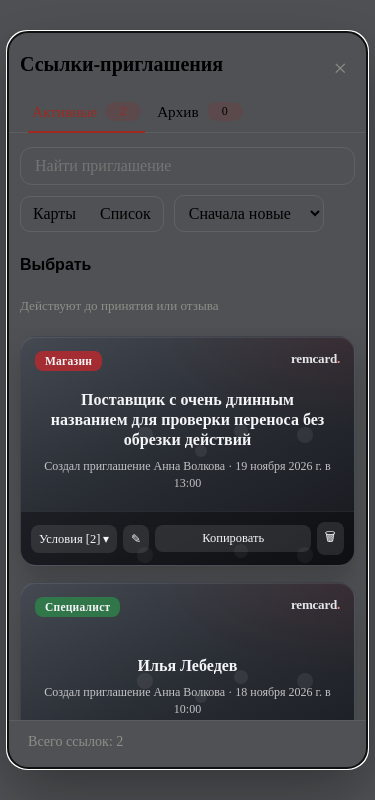 Ссылки-приглашения
×
Активные 2
Архив 0
Найти приглашение
Карты Список Сначала новые
Выбрать
Действуют до принятия или отзыва
Магазин remcard.
Поставщик с очень длинным
названием для проверки переноса без
обрезки действий
Создал приглашение Анна Волкова · 19 ноября 2026 г. в
13:00
Условия [2] ▾ ✎ Копировать
Специалист remcard.
Илья Лебедев
Создал приглашение Анна Волкова · 18 ноября 2026 г. в
10:00
Всего ссылок: 2